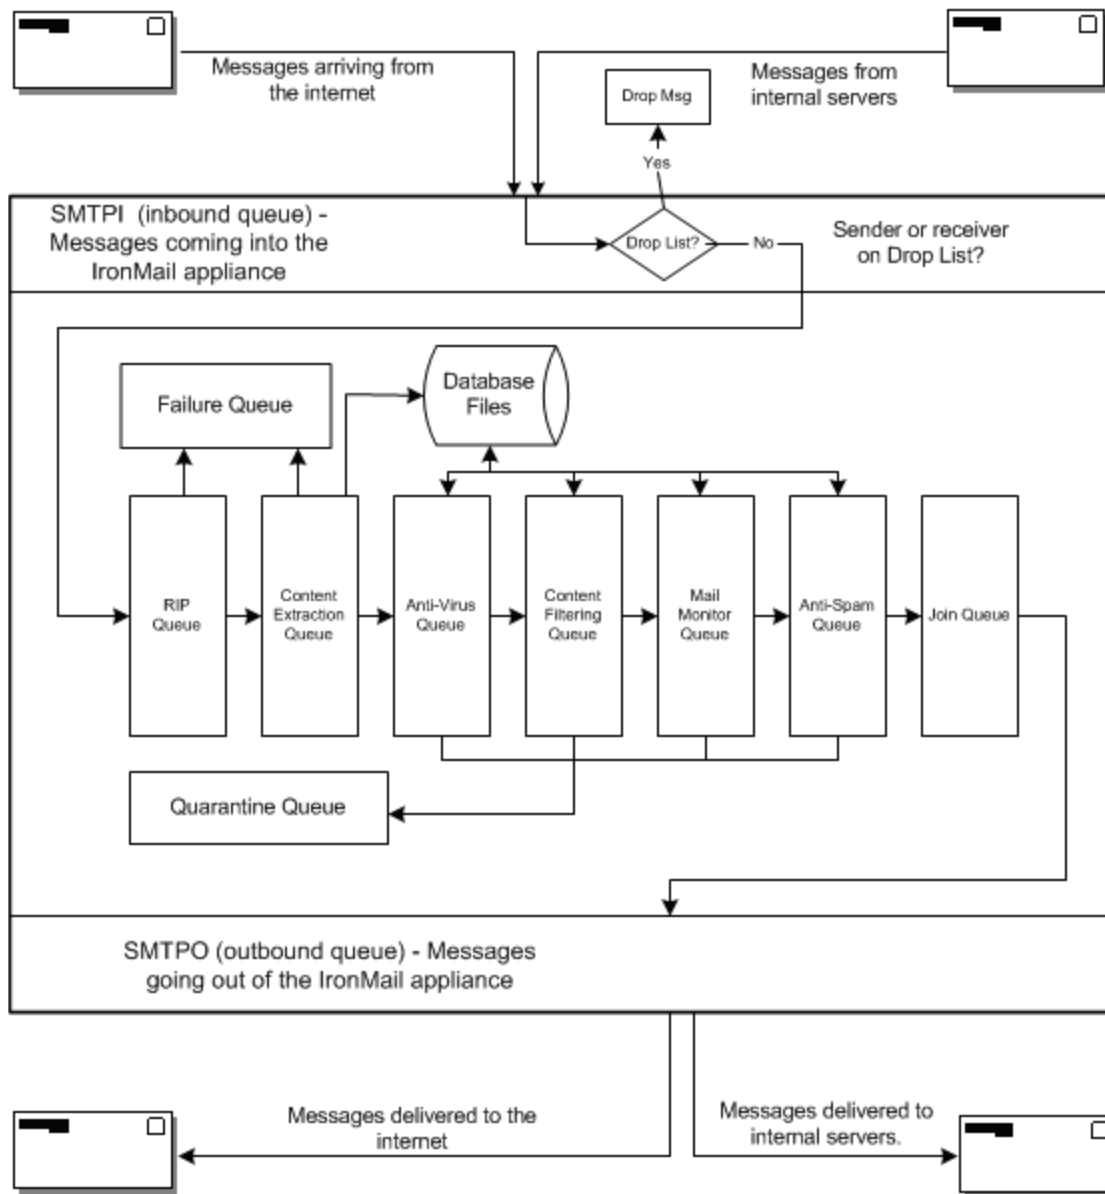 Messages arriving from
the internet
Messages from
internal servers
Drop Msg
Yes
SMTPI (inbound queue) -
Messages coming into the
IronMail appliance
Drop List?
No
Sender or receiver
on Drop List?
Failure Queue
Database
Files
RIP
Queue
Content
Extraction
Queue
Anti-Virus
Queue
Content
Filtering
Queue
Mail
Monitor
Queue
Anti-Spam
Queue
Join Queue
Quarantine Queue
SMTPO (outbound queue) - Messages
going out of the IronMail appliance
Messages delivered to the
internet
Messages delivered to
internal servers.